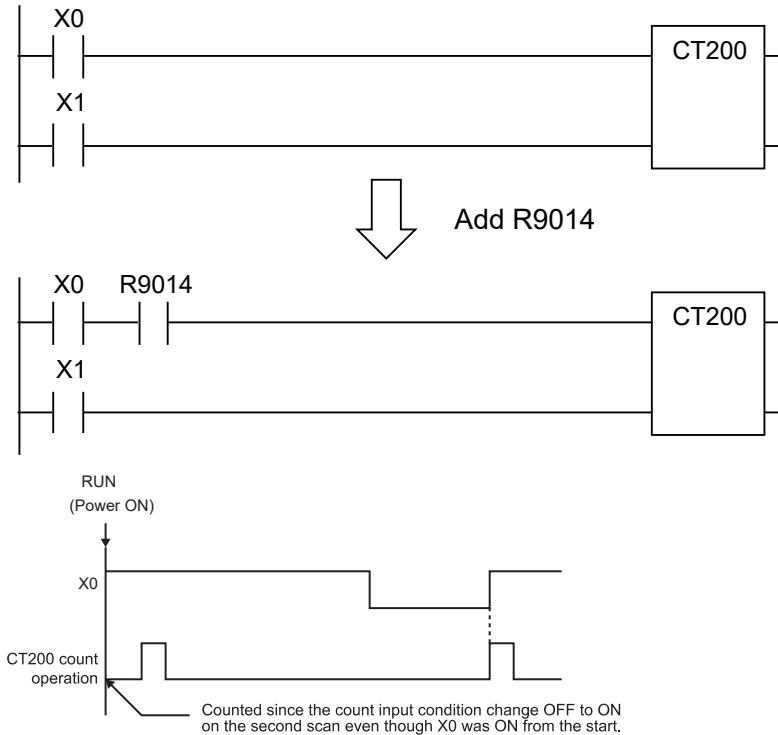 X0
CT200
X1
Add R9014
X0 R9014
CT200
X1
RUN
(Power ON)
X0
CT200 count
operation
Counted since the count input condition change OFF to ON
on the second scan even though X0 was ON from the start.